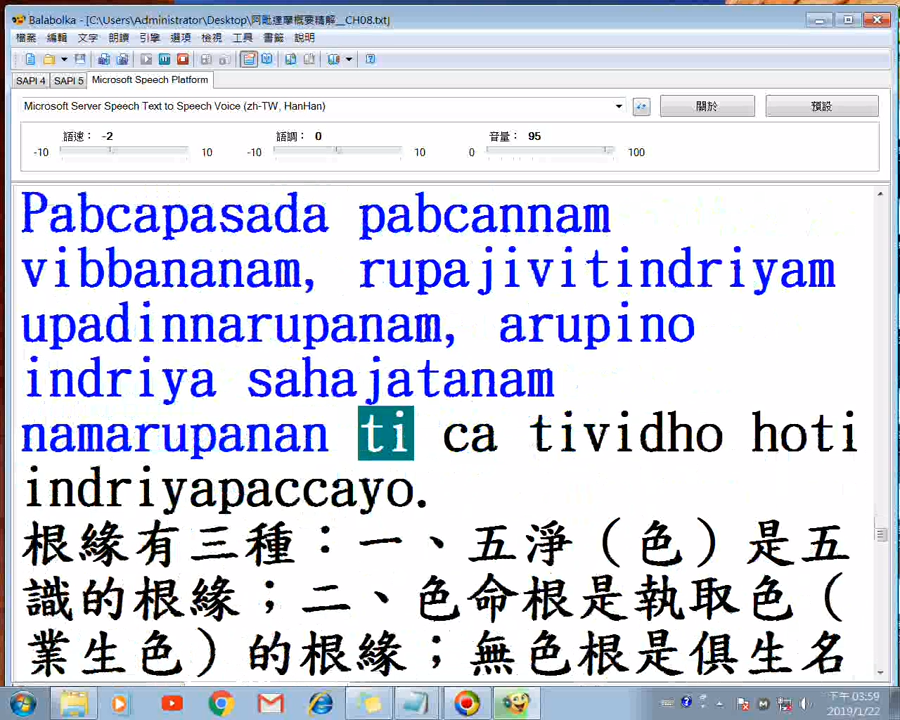 Balabolka - [C:\Users\Administrator\Desktop\阿毗達摩概要精解__CH08.txt]
檔案 編輯 文字 朗讀 引擎 選項 檢視 工具 書籤 說明
SAPI 4 SAPI 5 Microsoft Speech Platform
Microsoft Server Speech Text to Speech Voice (zh-TW, HanHan) 關於 預設
語速： -2 語調： 0 音量： 95
-10 10 -10 10 0 100
Pabcapasada pabcannam
vibbananam, rupajivitindriyam
upadinnarupanam, arupino
indriya sahajatanam
namarupanan ti ca tividho hoti
indriyapaccayo.
根緣有三種：一、五淨（色）是五
識的根緣；二、色命根是執取色（
業生色）的根緣；無色根是俱生名
下午 03:59
2019/1/22